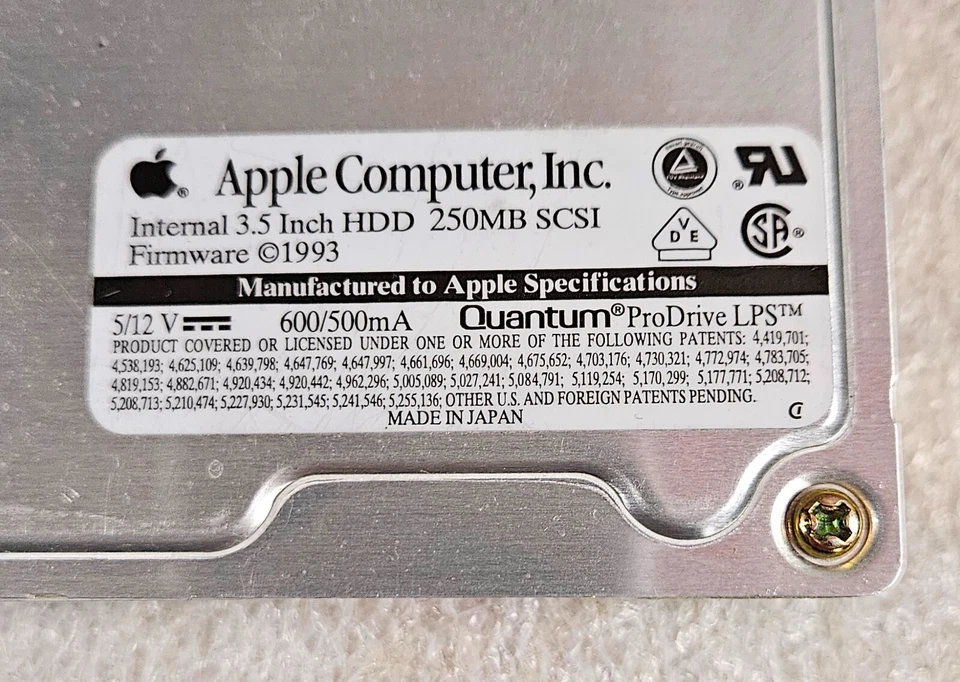 Apple Computer, Inc.
Internal 3.5 Inch HDD 250MB SCSI
Firmware ©1993
V
D E
SA ®
Manufactured to Apple Specifications
5/12 V 600/500mA Quantum® ProDrive LPS™
PRODUCT COVERED OR LICENSED UNDER ONE OR MORE OF THE FOLLOWING PATENTS: 4,419,701;
4,538,193; 4,625,109; 4,639,798; 4,647,769; 4,647,997; 4,661,696; 4,669,004; 4,675,652; 4,703,176; 4,730,321; 4,772,974; 4,783,705;
4,819,153; 4,882,671; 4,920,434; 4,920,442; 4,962,296; 5,005,089; 5,027,241; 5,084,791; 5,119,254; 5,170,299; 5,177,771; 5,208,712;
5,208,713; 5,210,474; 5,227,930; 5,231,545; 5,241,546; 5,255,136; OTHER U.S. AND FOREIGN PATENTS PENDING.
MADE IN JAPAN